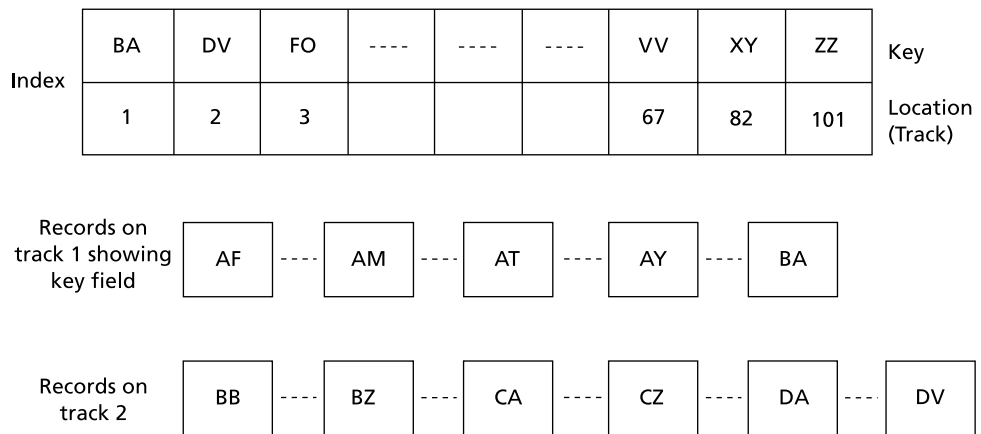 BA DV FO ---- ---- ---- VV XY ZZ Key
Index
1 2 3 67 82 101 Location
(Track)
Records on
track 1 showing
key field
AF ---- AM ---- AT ---- AY ---- BA
Records on
track 2
BB ---- BZ ---- CA ---- CZ ---- DA ---- DV